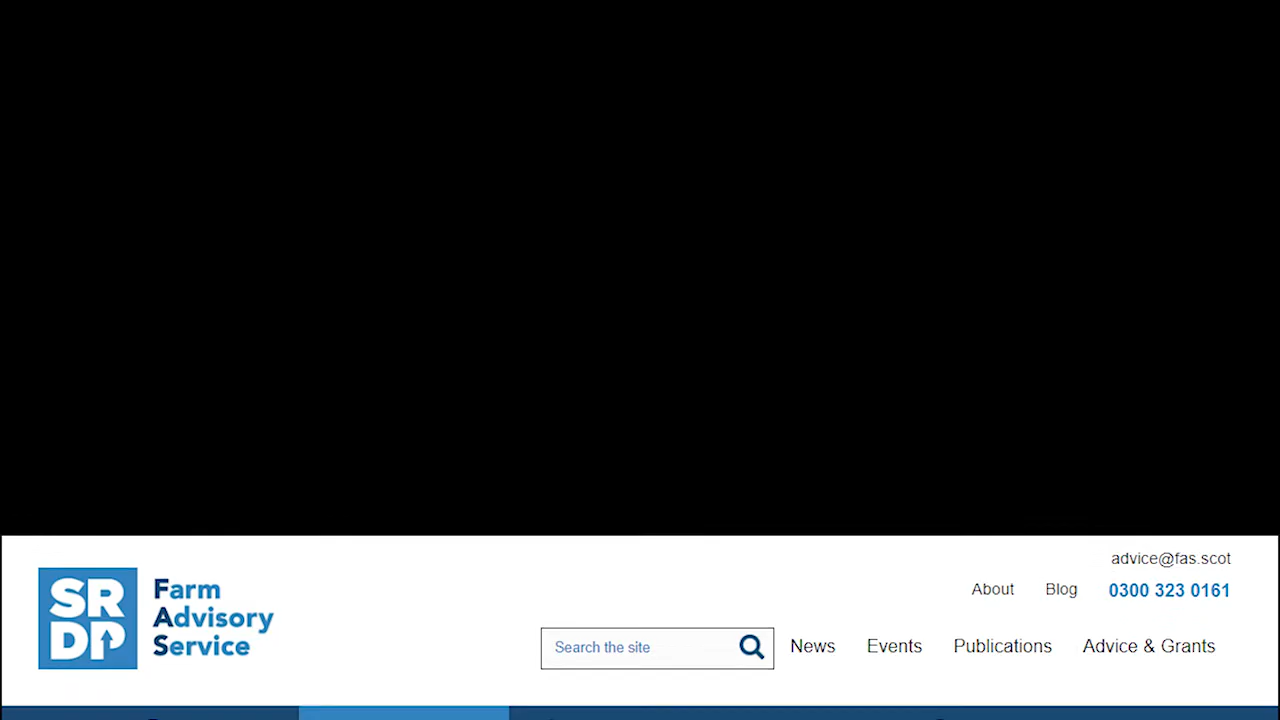 advice@fas.scot
About Blog 0300 323 0161
SR
DP
Farm
Advisory
Service
Search the site
News Events Publications Advice & Grants